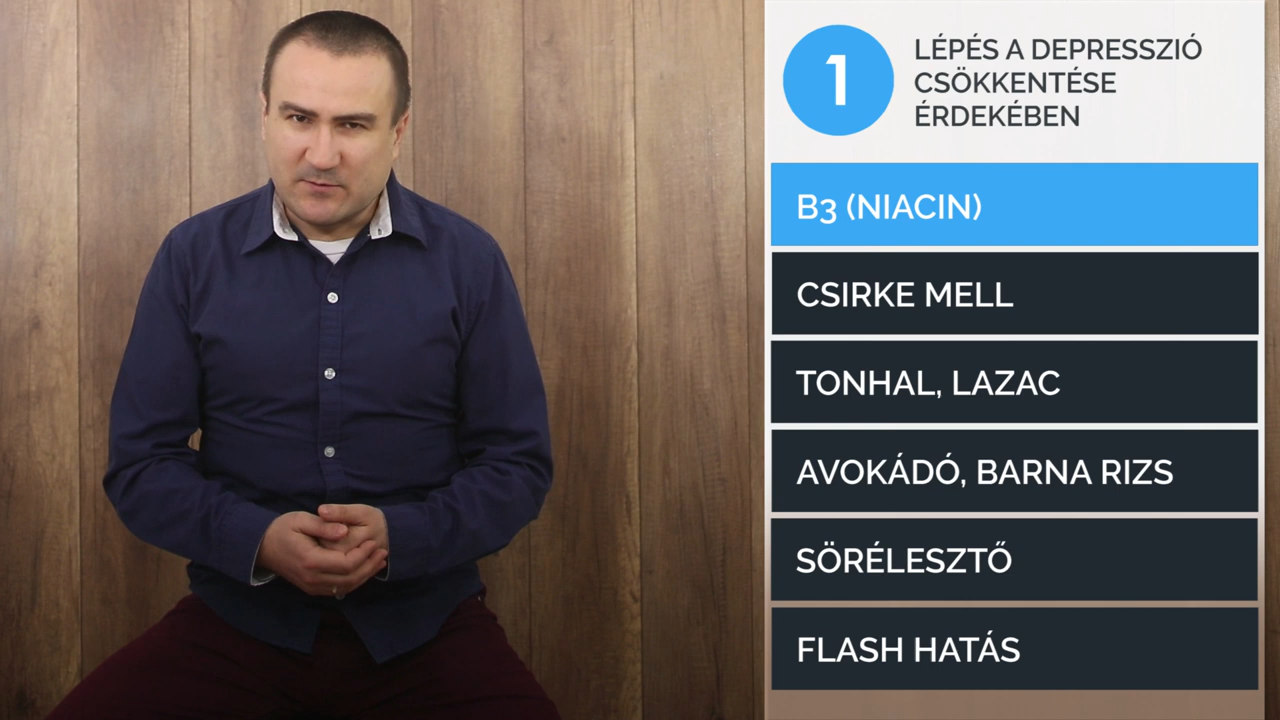 1
LÉPÉS A DEPRESSZIÓ
CSÖKKENTÉSE
ÉRDEKÉBEN
B3 (NIACIN)
CSIRKE MELL
TONHAL, LAZAC
AVOKÁDÓ, BARNA RIZS
SÖRÉLESZTŐ
FLASH HATÁS